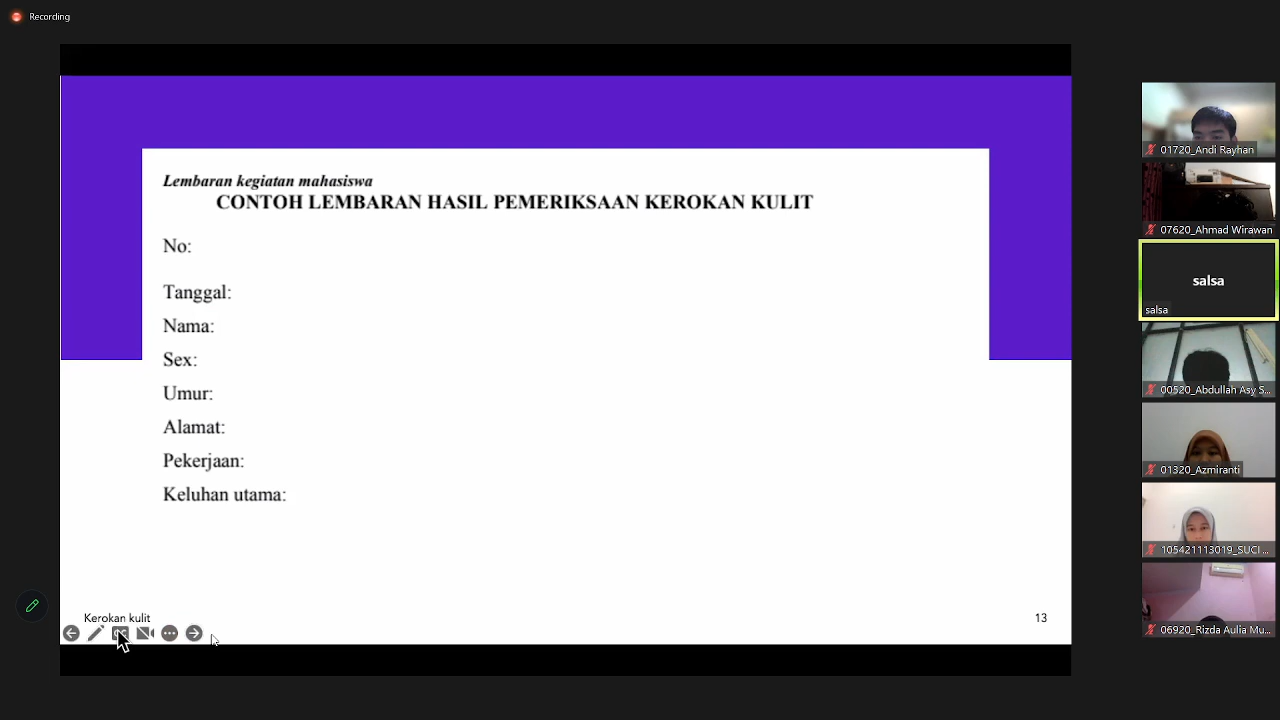 Recording
Lembaran kegiatan mahasiswa
CONTOH LEMBARAN HASIL PEMERIKSAAN KEROKAN KULIT
No:
Tanggal:
Nama:
Sex:
Umur:
Alamat:
Pekerjaan:
Keluhan utama:
Kerokan kulit
13
01720_Andi Rayhan
07620_Ahmad Wirawan
salsa
salsa
00520_Abdullah Asy S...
01320_Azmiranti
105421113019_SUCI ...
06920_Rizda Aulia Mu...